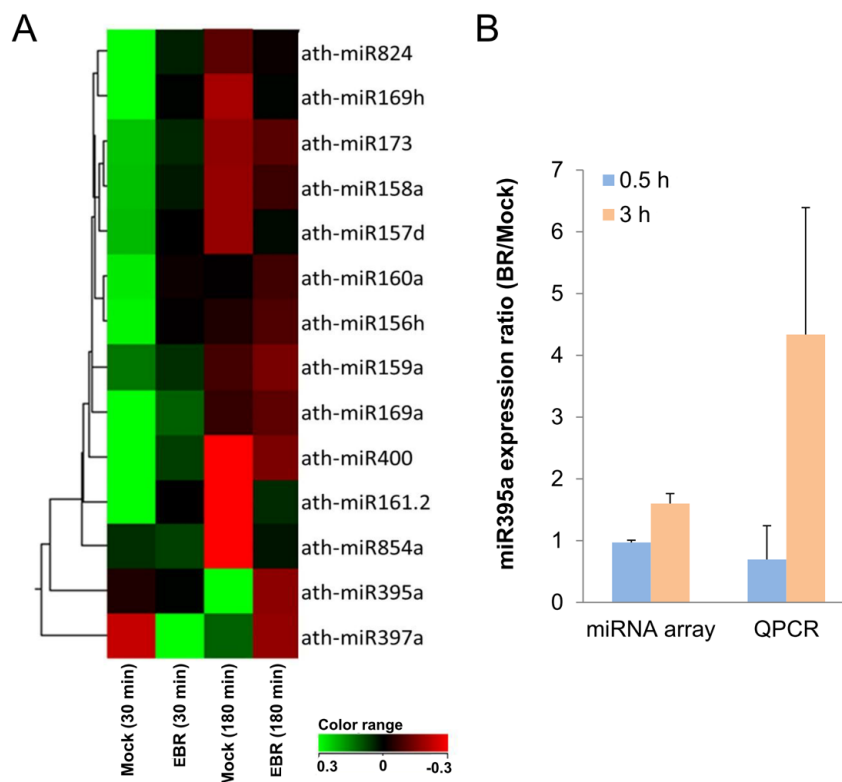 A
ath-miR824
ath-miR169h
ath-miR173
ath-miR158a
ath-miR157d
ath-miR160a
ath-miR156h
ath-miR159a
ath-miR169a
ath-miR400
ath-miR161.2
ath-miR854a
ath-miR395a
ath-miR397a
Mock (30 min)
EBR (30 min)
Mock (180 min)
EBR (180 min)
Color range
0.3 0 -0.3
B
miR395a expression ratio (BR/Mock)
7
6
5
4
3
2
1
0
0.5 h
3 h
miRNA array QPCR